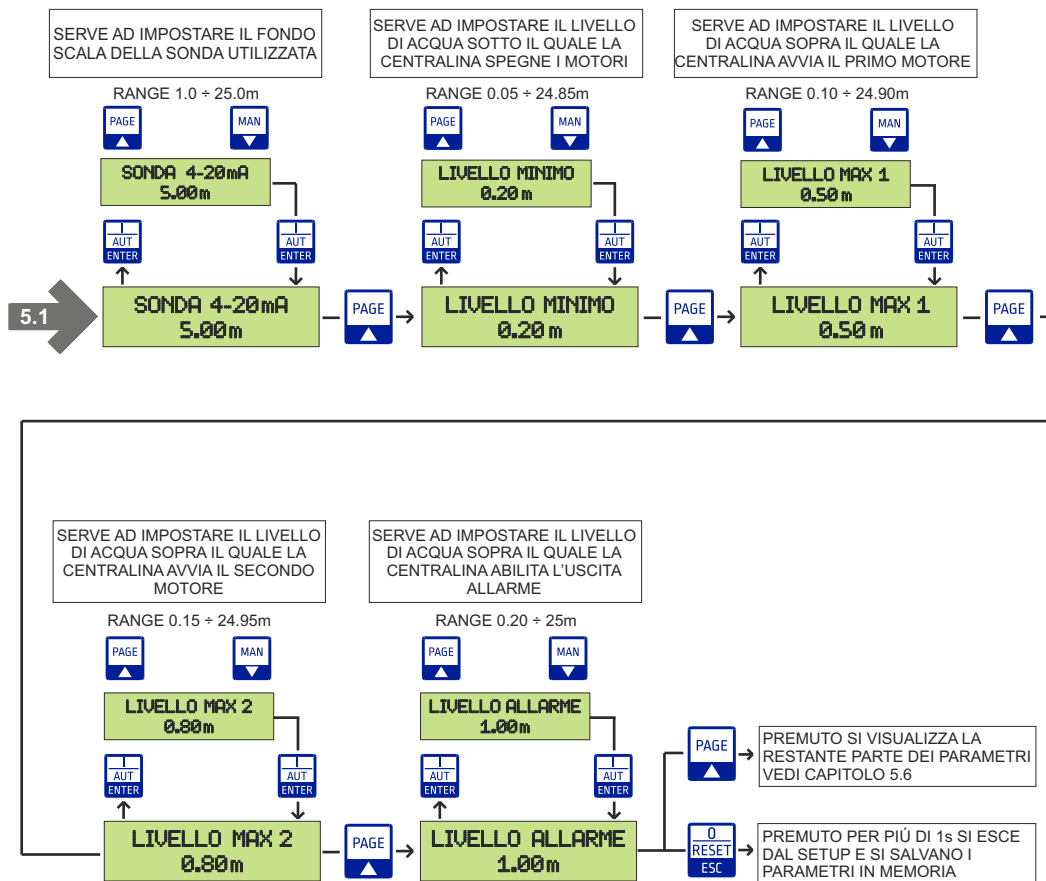 SERVE AD IMPOSTARE IL FONDO
SCALA DELLA SONDA UTILIZZATA
RANGE 1.0 ÷ 25.0m
PAGE
MAN
SONDA 4-20mA
5.00 m
I
AUT
ENTER
I
AUT
ENTER
5.1
SONDA 4-20mA
5.00 m
PAGE
SERVE AD IMPOSTARE IL LIVELLO
DI ACQUA SOTTO IL QUALE LA
CENTRALINA SPEGNE I MOTORI
RANGE 0.05 ÷ 24.85m
PAGE
MAN
LIVELLO MINIMO
0.20 m
I
AUT
ENTER
I
AUT
ENTER
LIVELLO MINIMO
0.20 m
PAGE
SERVE AD IMPOSTARE IL LIVELLO
DI ACQUA SOPRA IL QUALE LA
CENTRALINA AVVIA IL PRIMO MOTORE
RANGE 0.10 ÷ 24.90m
PAGE
MAN
LIVELLO MAX 1
0.50 m
I
AUT
ENTER
I
AUT
ENTER
LIVELLO MAX 1
0.50 m
PAGE
SERVE AD IMPOSTARE IL LIVELLO
DI ACQUA SOPRA IL QUALE LA
CENTRALINA AVVIA IL SECONDO
MOTORE
RANGE 0.15 ÷ 24.95m
PAGE
MAN
LIVELLO MAX 2
0.80 m
I
AUT
ENTER
I
AUT
ENTER
LIVELLO MAX 2
0.80 m
PAGE
SERVE AD IMPOSTARE IL LIVELLO
DI ACQUA SOPRA IL QUALE LA
CENTRALINA ABILITA L'USCITA
ALLARME
RANGE 0.20 ÷ 25m
PAGE
MAN
LIVELLO ALLARME
1.00 m
I
AUT
ENTER
I
AUT
ENTER
LIVELLO ALLARME
1.00 m
PAGE
PREMUTO SI VISUALIZZA LA
RESTANTE PARTE DEI PARAMETRI
VEDI CAPITOLO 5.6
0
RESET
ESC
PREMUTO PER PIÚ DI 1s SI ESCE
DAL SETUP E SI SALVANO I
PARAMETRI IN MEMORIA